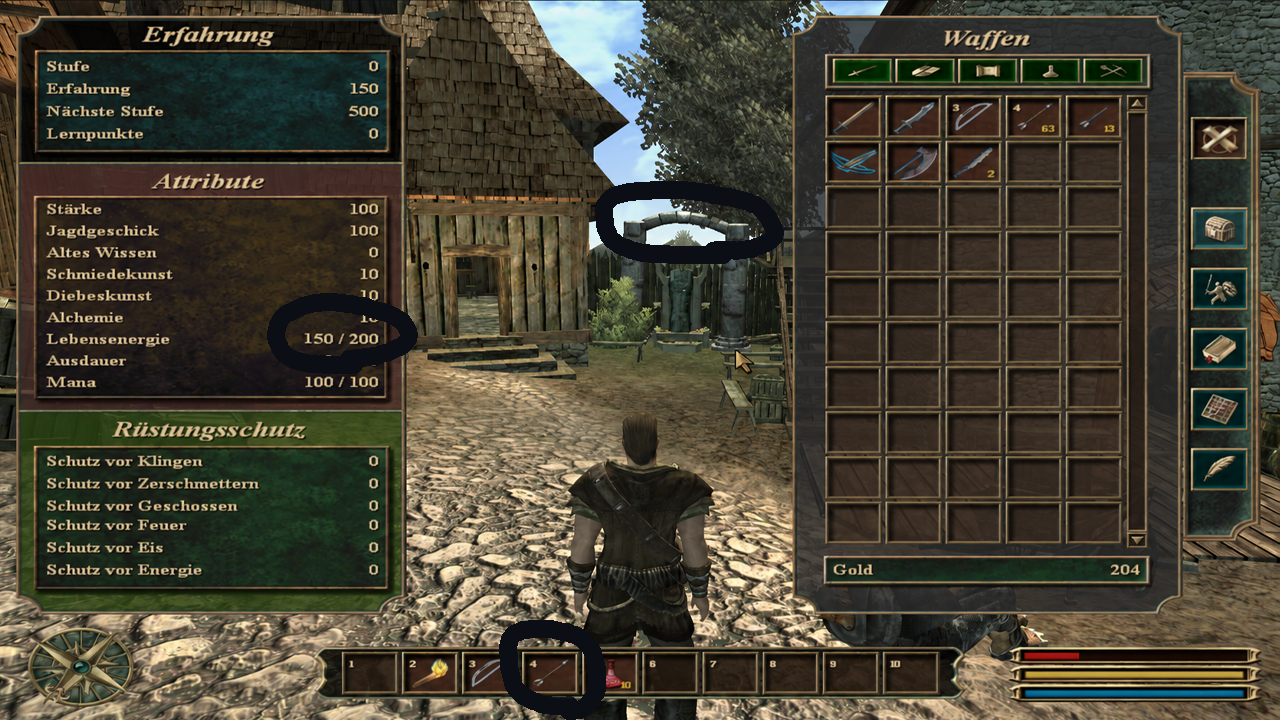 Erfahrung
Stufe 0
Erfahrung 150
Nächste Stufe 500
Lernpunkte 0
Attribute
Stärke 100
Jagdgeschick 100
Altes Wissen 0
Schmiedekunst 10
Diebeskunst 10
Alchemie 10
Lebensenergie 150 / 200
Ausdauer
Mana 100 / 100
Rüstungsschutz
Schutz vor Klingen 0
Schutz vor Zerschmettern 0
Schutz vor Geschossen 0
Schutz vor Feuer 0
Schutz vor Eis 0
Schutz vor Energie 0
Waffen
3 4 63 13
2
Gold 204
1 2 3 4 10 6 7 8 9 10